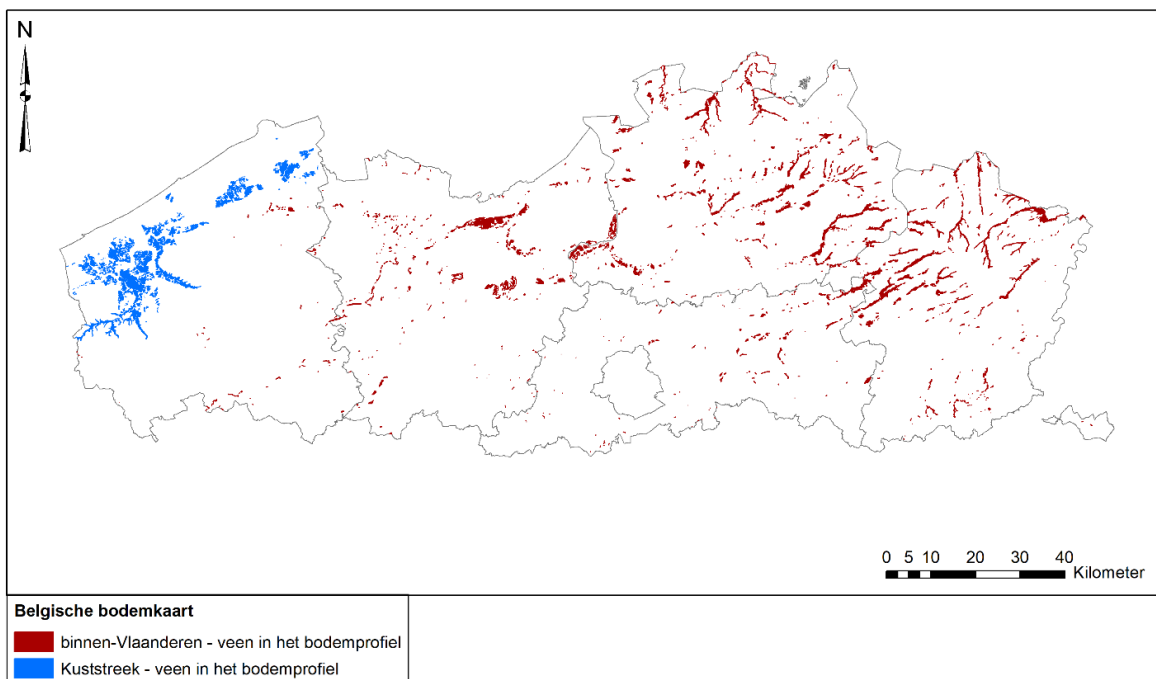 N
0 5 10 20 30 40
Kilometer
Belgische bodemkaart
binnen-Vlaanderen - veen in het bodemprofiel
Kuststreek - veen in het bodemprofiel